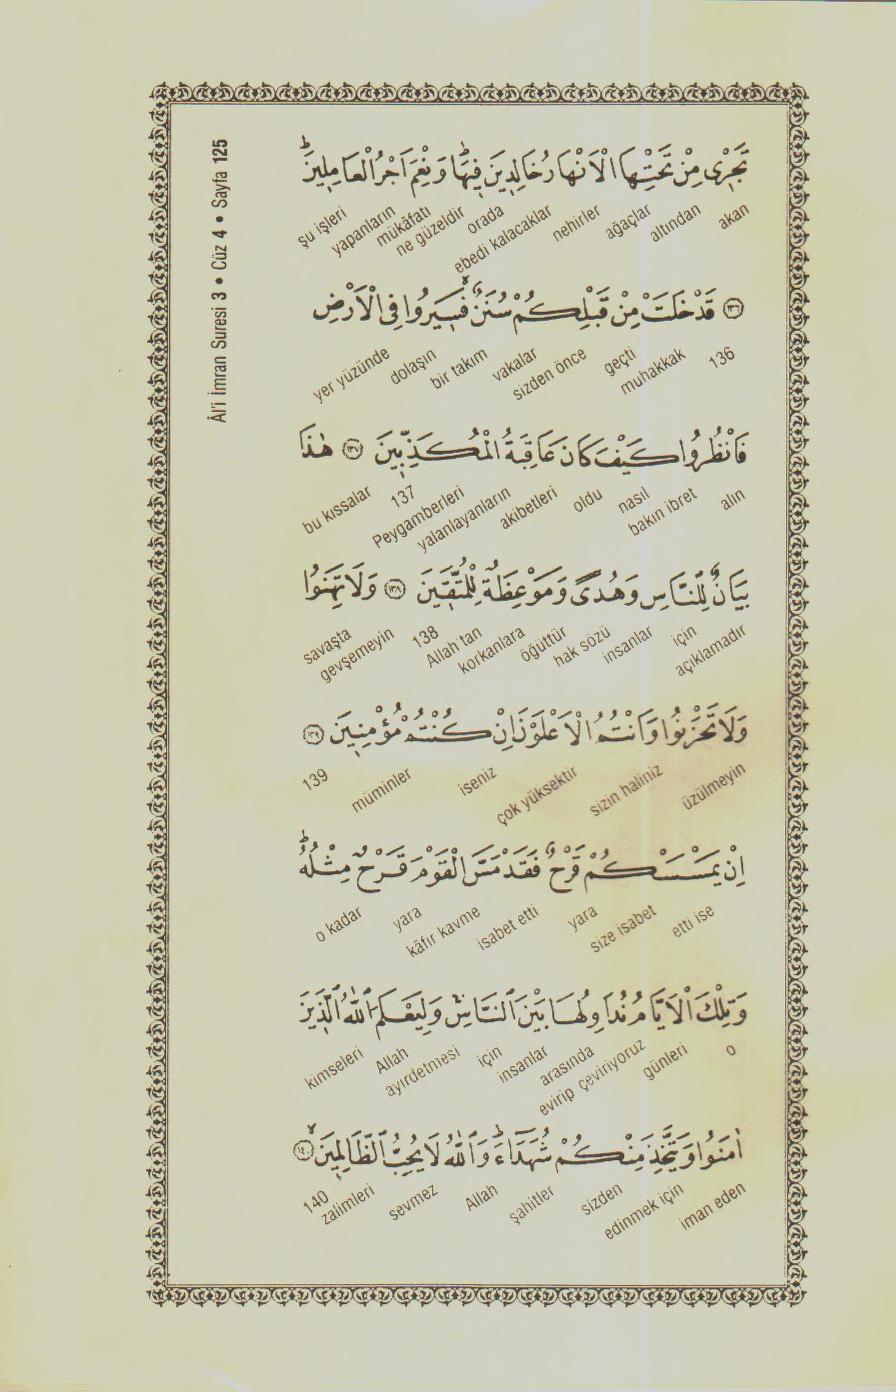 Âl'i İmran Suresi 3 • Cüz 4 • Sayfa 125
تَجْر۪ي مِنْ تَحْتِهَا الْاَنْهَارُ خَالِد۪ينَ ف۪يهَاۜ وَنِعْمَ اَجْرُ الْعَامِل۪ينَۜ
akan altından ağaçlar nehirler ebedi kalacaklar orada ne güzeldir mükâfatı yapanların şu işleri
﴿١٣٦﴾ قَدْ خَلَتْ مِنْ قَبْلِكُمْ سُنَنٌۙ فَس۪يرُوا فِي الْاَرْضِ
136 muhakkak geçti sizden önce vakalar bir takım dolaşın yer yüzünde
فَانْظُرُوا كَيْفَ كَانَ عَاقِبَةُ الْمُكَذِّب۪ينَ ﴿١٣٧﴾ هٰذَا
alın bakın ibret nasıl oldu akibetleri yalanlayanların Peygamberleri 137 bu kıssalar
بَيَانٌ لِلنَّاسِ وَهُدًى وَمَوْعِظَةٌ لِلْمُتَّق۪ينَ ﴿١٣٨﴾ وَلَا تَهِنُوا
açıklamadır için insanlar hak sözü öğüttür korkanlara Allah'tan 138 gevşemeyin savaşta
وَلَا تَحْزَنُوا وَاَنْتُمُ الْاَعْلَوْنَ اِنْ كُنْتُمْ مُؤْمِن۪ينَ ﴿١٣٩﴾
üzülmeyin sizin haliniz çok yüksektir iseniz müminler 139
اِنْ يَمْسَسْكُمْ قَرْحٌ فَقَدْ مَسَّ الْقَوْمَ قَرْحٌ مِثْلُهُۜ
etti ise size isabet yara isabet etti kâfir kavme yara o kadar
وَتِلْكَ الْاَيَّامُ نُدَاوِلُهَا بَيْنَ النَّاسِۚ وَلِيَعْلَمَ اللّٰهُ الَّذ۪ينَ
o günleri evirip çeviriyoruz arasında insanlar için ayırdetmesi Allah kimseleri
اٰمَنُوا وَيَتَّخِذَ مِنْكُمْ شُهَدَٓاءَۜ وَاللّٰهُ لَا يُحِبُّ الظَّالِم۪ينَۙ ﴿١٤٠﴾
iman eden edinmek için sizden şahitler Allah sevmez zalimleri 140